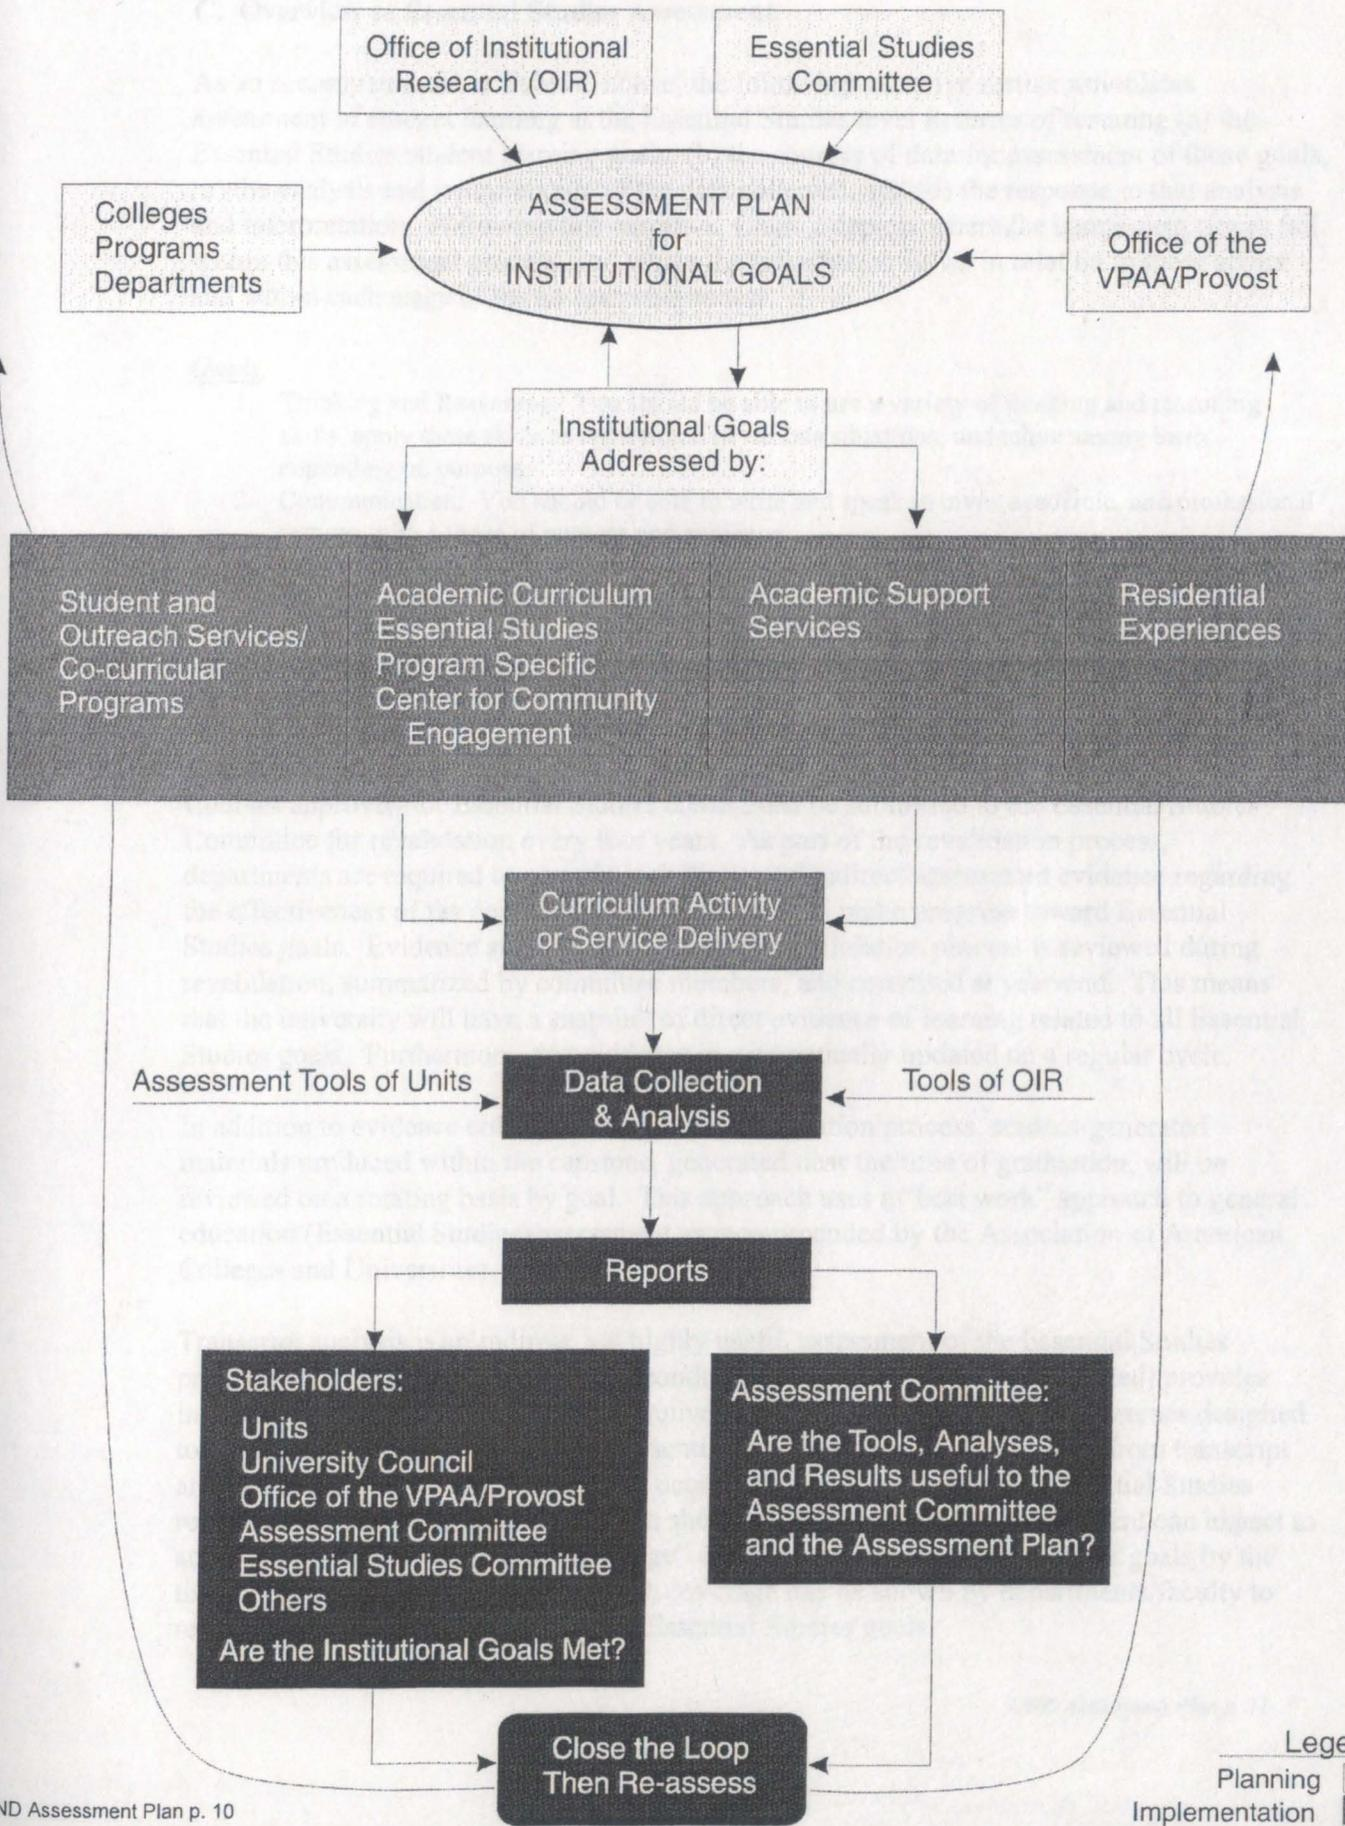 Office of Institutional
Research (OIR)
Essential Studies
Committee
Colleges
Programs
Departments
ASSESSMENT PLAN
for
INSTITUTIONAL GOALS
Office of the
VPAA/Provost
Institutional Goals
Addressed by:
Student and
Outreach Services/
Co-curricular
Programs
Academic Curriculum
Essential Studies
Program Specific
Center for Community
Engagement
Academic Support
Services
Residential
Experiences
Curriculum Activity
or Service Delivery
Assessment Tools of Units
Data Collection
& Analysis
Tools of OIR
Reports
Stakeholders:
Units
University Council
Office of the VPAA/Provost
Assessment Committee
Essential Studies Committee
Others
Are the Institutional Goals Met?
Assessment Committee:
Are the Tools, Analyses,
and Results useful to the
Assessment Committee
and the Assessment Plan?
Close the Loop
Then Re-assess
ND Assessment Plan p. 10
Lege
Planning
Implementation